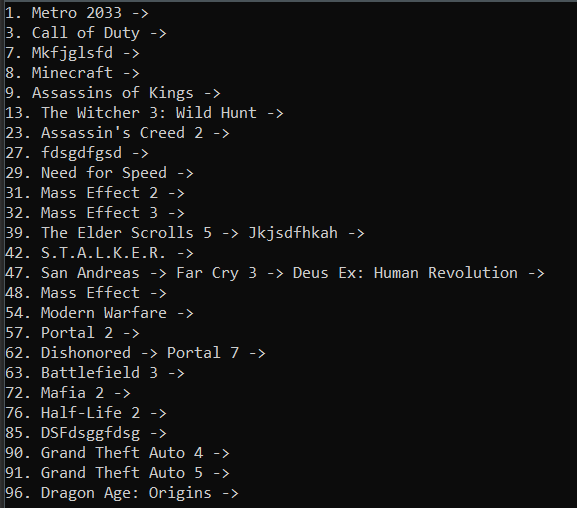 1. Metro 2033 ->
3. Call of Duty ->
7. Mkfjglsfd ->
8. Minecraft ->
9. Assassins of Kings ->
13. The Witcher 3: Wild Hunt ->
23. Assassin's Creed 2 ->
27. fdsgdfgsd ->
29. Need for Speed ->
31. Mass Effect 2 ->
32. Mass Effect 3 ->
39. The Elder Scrolls 5 -> Jkjsdfhkah ->
42. S.T.A.L.K.E.R. ->
47. San Andreas -> Far Cry 3 -> Deus Ex: Human Revolution ->
48. Mass Effect ->
54. Modern Warfare ->
57. Portal 2 ->
62. Dishonored -> Portal 7 ->
63. Battlefield 3 ->
72. Mafia 2 ->
76. Half-Life 2 ->
85. DSFdsggfdsg ->
90. Grand Theft Auto 4 ->
91. Grand Theft Auto 5 ->
96. Dragon Age: Origins ->